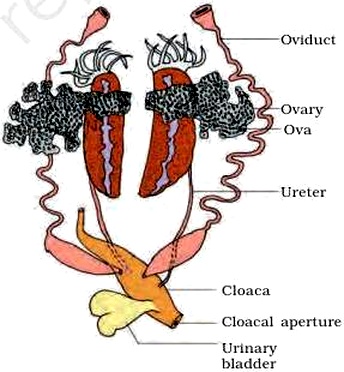 Oviduct
Ovary
Ova
Ureter
Cloaca
Cloacal aperture
Urinary
bladder